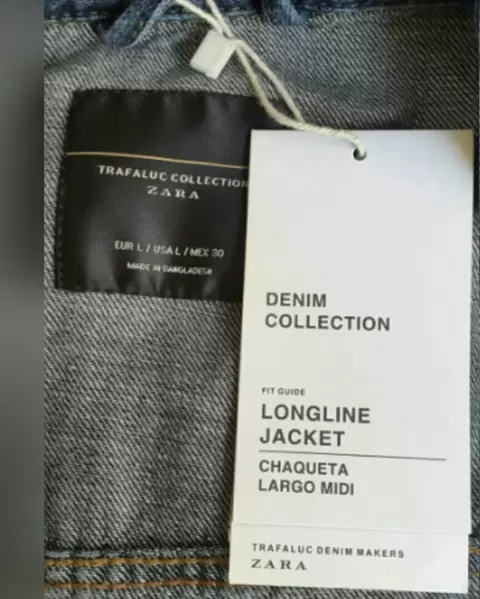 TRAFALUC COLLECTION
ZARA
EUR L / USA L / MEX 30
MADE IN BANGLADESH
DENIM
COLLECTION
FIT GUIDE
LONGLINE
JACKET
CHAQUETA
LARGO MIDI
TRAFALUC DENIM MAKERS
ZARA